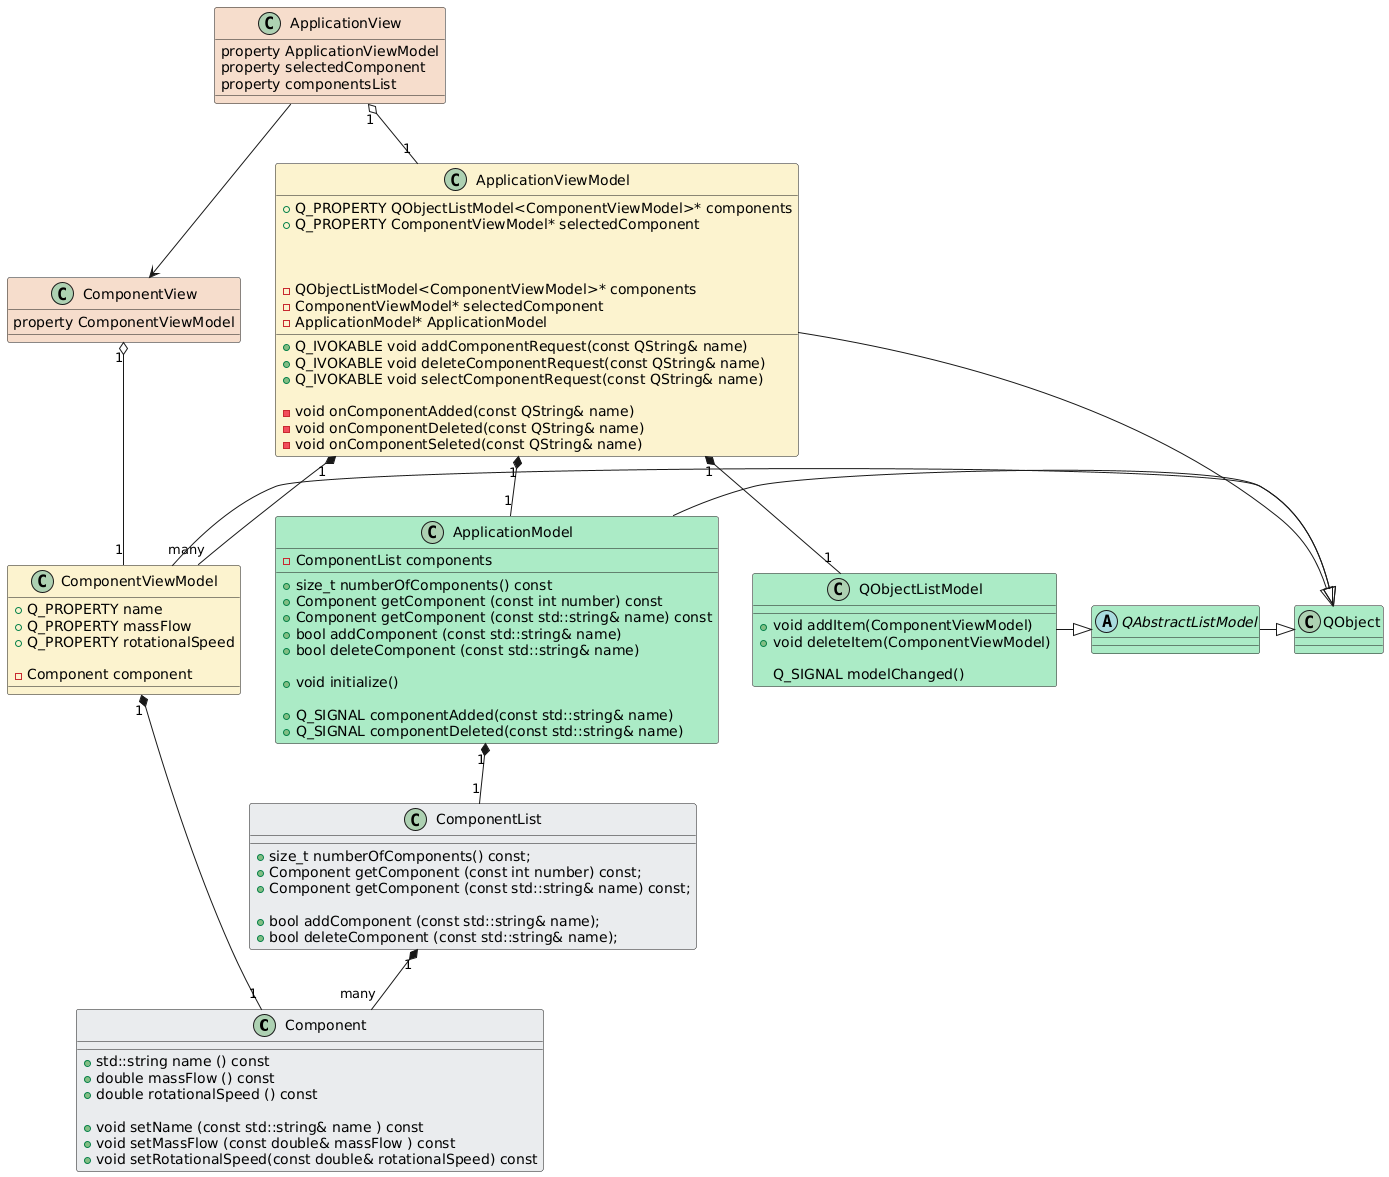 C ApplicationView
property ApplicationViewModel
property selectedComponent
property componentsList
1
1
C ApplicationViewModel
Q_PROPERTY QObjectListModel<ComponentViewModel>* components
Q_PROPERTY ComponentViewModel* selectedComponent
QObjectListModel<ComponentViewModel>* components
ComponentViewModel* selectedComponent
ApplicationModel* ApplicationModel
Q_IVOKABLE void addComponentRequest(const QString& name)
Q_IVOKABLE void deleteComponentRequest(const QString& name)
Q_IVOKABLE void selectComponentRequest(const QString& name)
void onComponentAdded(const QString& name)
void onComponentDeleted(const QString& name)
void onComponentSeleted(const QString& name)
C ComponentView
property ComponentViewModel
1
1
1
many
1
1
1
1
C ComponentViewModel
Q_PROPERTY name
Q_PROPERTY massFlow
Q_PROPERTY rotationalSpeed
Component component
C ApplicationModel
ComponentList components
size_t numberOfComponents() const
Component getComponent (const int number) const
Component getComponent (const std::string& name) const
bool addComponent (const std::string& name)
bool deleteComponent (const std::string& name)
void initialize()
Q_SIGNAL componentAdded(const std::string& name)
Q_SIGNAL componentDeleted(const std::string& name)
C QObjectListModel
void addItem(ComponentViewModel)
void deleteItem(ComponentViewModel)
Q_SIGNAL modelChanged()
A QAbstractListModel
C QObject
1
1
1
1
C ComponentList
size_t numberOfComponents() const;
Component getComponent (const int number) const;
Component getComponent (const std::string& name) const;
bool addComponent (const std::string& name);
bool deleteComponent (const std::string& name);
1
many
C Component
std::string name () const
double massFlow () const
double rotationalSpeed () const
void setName (const std::string& name ) const
void setMassFlow (const double& massFlow ) const
void setRotationalSpeed(const double& rotationalSpeed) const